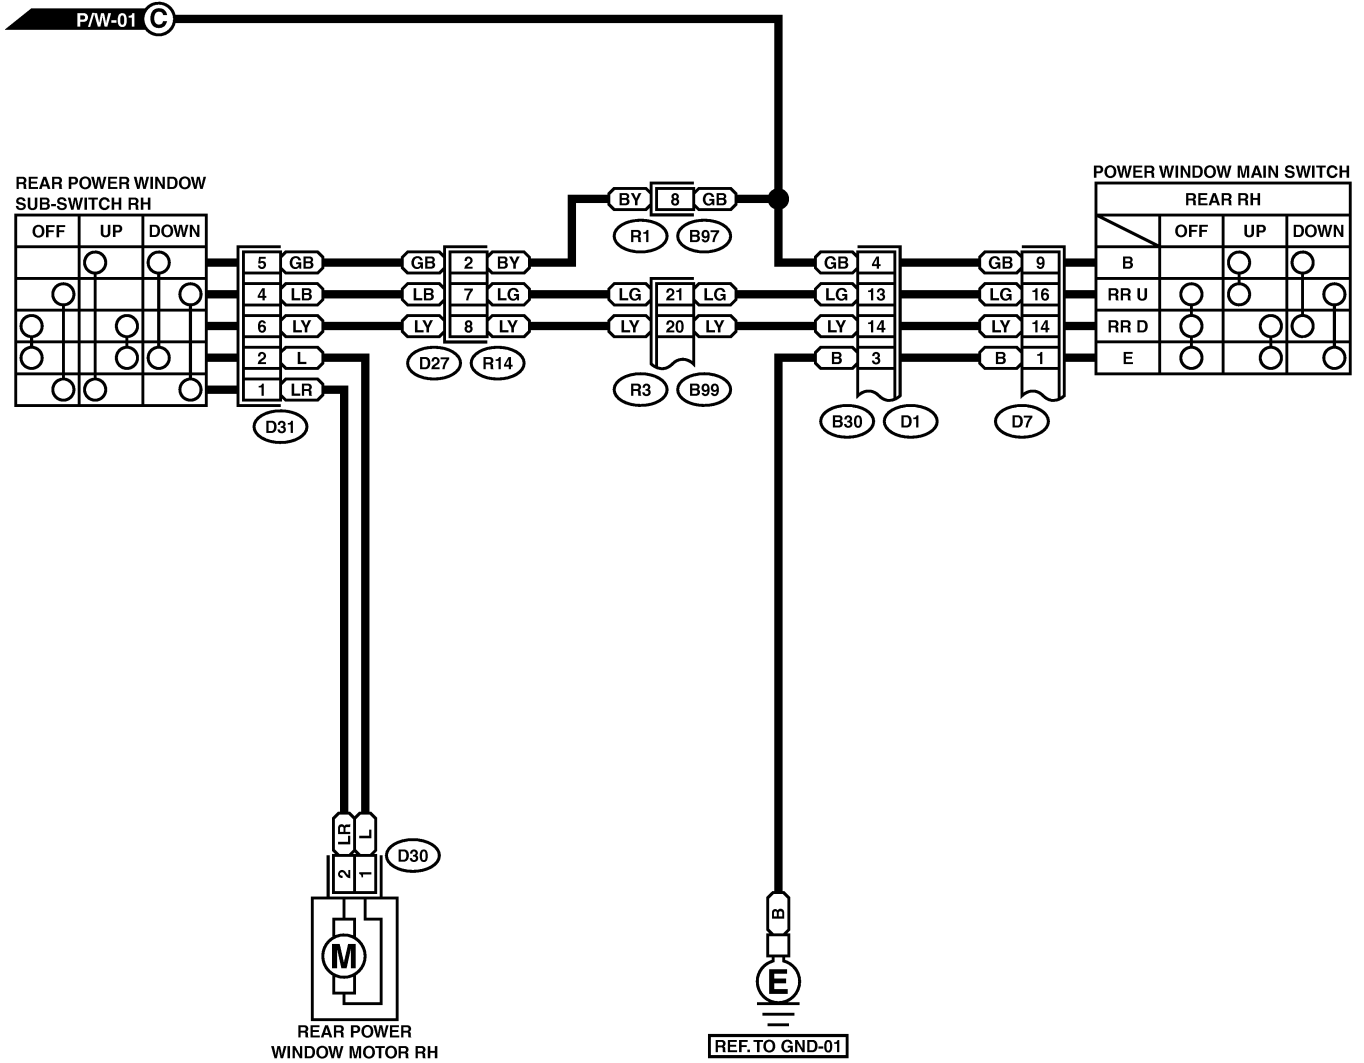 P/W-01 C
REAR POWER WINDOW
SUB-SWITCH RH
OFF UP DOWN
POWER WINDOW MAIN SWITCH
REAR RH
OFF UP DOWN
BY 8 GB
R1 B97
5 GB GB 2 BY GB 4 GB 9 B
4 LB LB 7 LG LG 21 LG LG 13 LG 16 RR U
6 LY LY 8 LY LY 20 LY LY 14 LY 14 RR D
2 L B 3 B 1 E
D27 R14
1 LR
R3 B99
D31
B30 D1 D7
LR L
2 1
D30
M
REAR POWER
WINDOW MOTOR RH
B
E
REF. TO GND-01